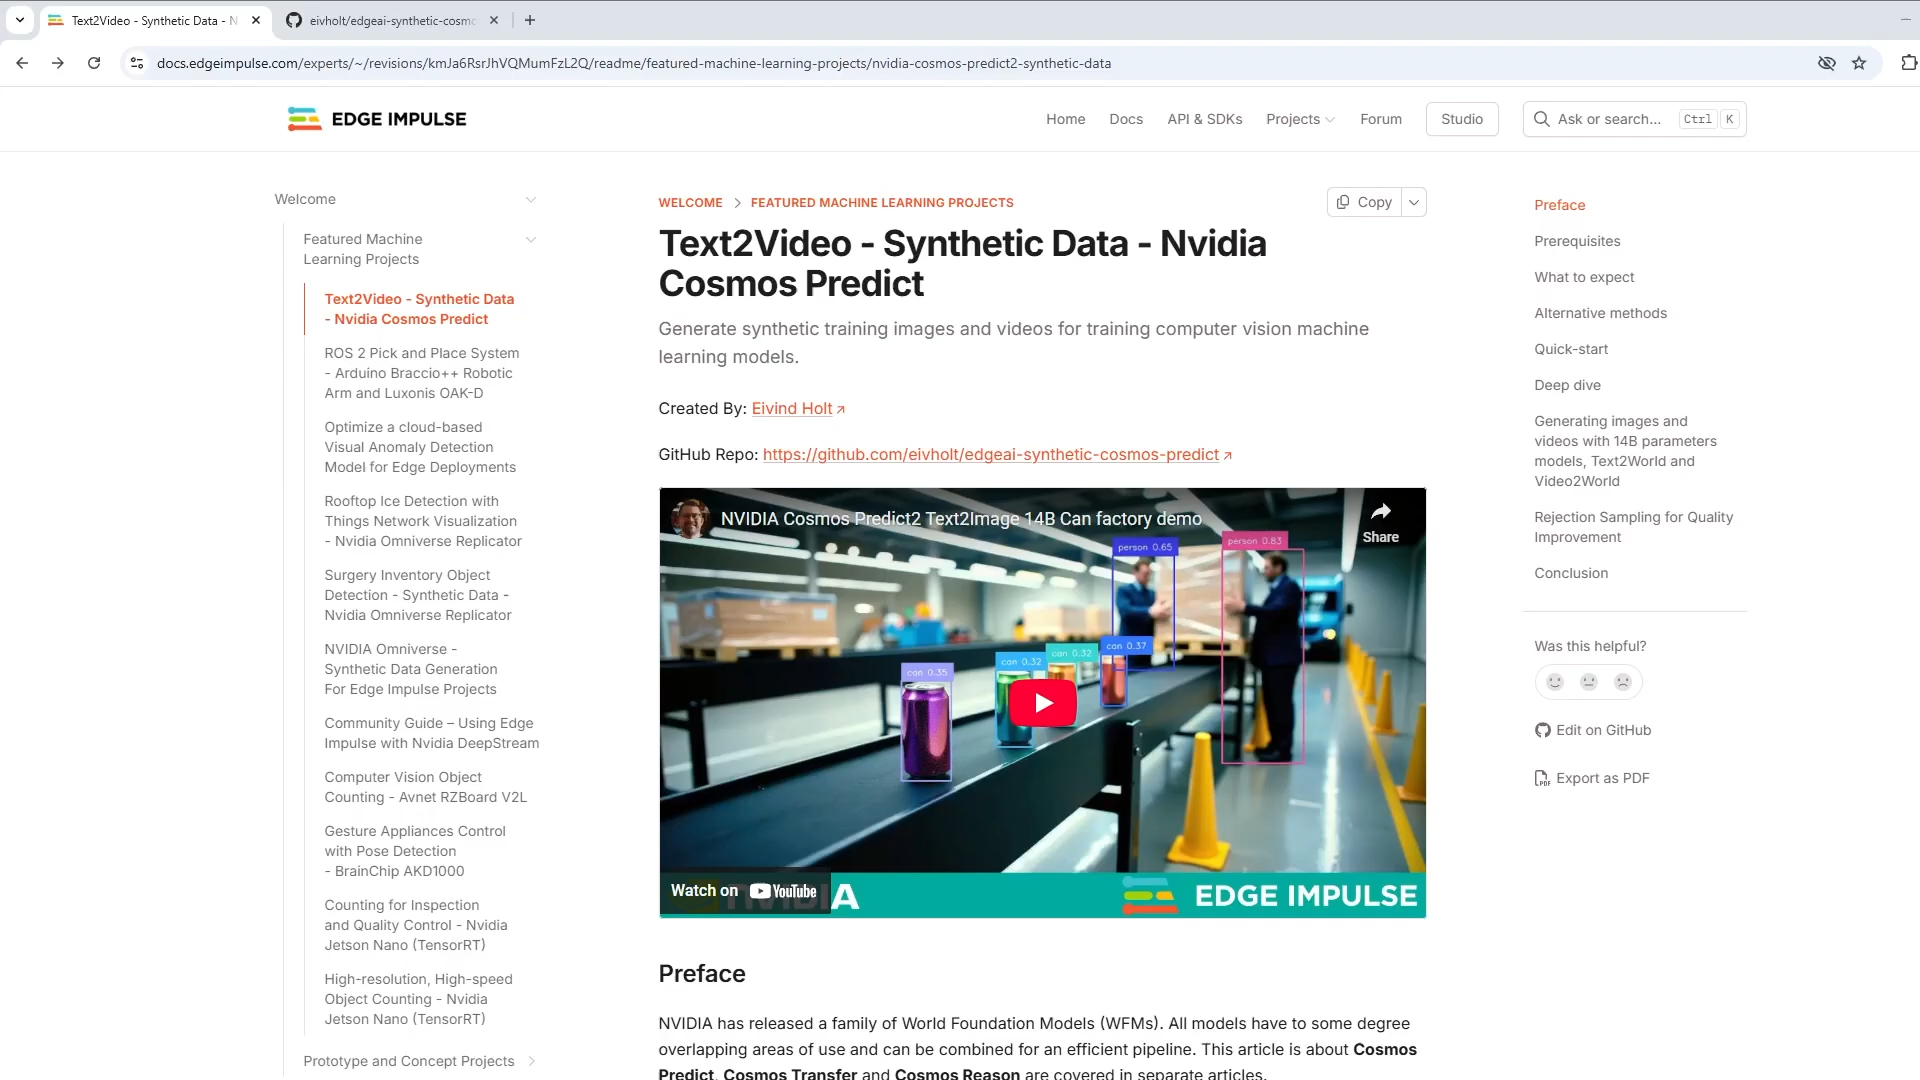 Text2Video - Synthetic Data - N
eivholt/edgeai-synthetic-cosmo
docs.edgeimpulse.com/experts/~/revisions/kmJa6RsrJhVQMumFzL2Q/readme/featured-machine-learning-projects/nvidia-cosmos-predict2-synthetic-data
EDGE IMPULSE
Home
Docs
API & SDKs
Projects
Forum
Studio
Ask or search...
Ctrl
K
Welcome
Featured Machine
Learning Projects
Text2Video - Synthetic Data
- Nvidia Cosmos Predict
ROS 2 Pick and Place System
- Arduino Braccio++ Robotic
Arm and Luxonis OAK-D
Optimize a cloud-based
Visual Anomaly Detection
Model for Edge Deployments
Rooftop Ice Detection with
Things Network Visualization
- Nvidia Omniverse Replicator
Surgery Inventory Object
Detection - Synthetic Data -
Nvidia Omniverse Replicator
NVIDIA Omniverse -
Synthetic Data Generation
For Edge Impulse Projects
Community Guide – Using Edge
Impulse with Nvidia DeepStream
Computer Vision Object
Counting - Avnet RZBoard V2L
Gesture Appliances Control
with Pose Detection
- BrainChip AKD1000
Counting for Inspection
and Quality Control - Nvidia
Jetson Nano (TensorRT)
High-resolution, High-speed
Object Counting - Nvidia
Jetson Nano (TensorRT)
Prototype and Concept Projects
WELCOME
FEATURED MACHINE LEARNING PROJECTS
Copy
Text2Video - Synthetic Data - Nvidia
Cosmos Predict
Generate synthetic training images and videos for training computer vision machine
learning models.
Created By: Eivind Holt
GitHub Repo: https://github.com/eivholt/edgeai-synthetic-cosmos-predict
NVIDIA Cosmos Predict2 Text2Image 14B Can factory demo
Share
person 0.65
person 0.83
can 0.35
can 0.32
can 0.32
can 0.37
Watch on YouTube
EDGE IMPULSE
Preface
NVIDIA has released a family of World Foundation Models (WFMs). All models have to some degree
overlapping areas of use and can be combined for an efficient pipeline. This article is about Cosmos
Predict, Cosmos Transfer and Cosmos Reason are covered in separate articles.
Preface
Prerequisites
What to expect
Alternative methods
Quick-start
Deep dive
Generating images and
videos with 14B parameters
models, Text2World and
Video2World
Rejection Sampling for Quality
Improvement
Conclusion
Was this helpful?
Edit on GitHub
PDF
Export as PDF